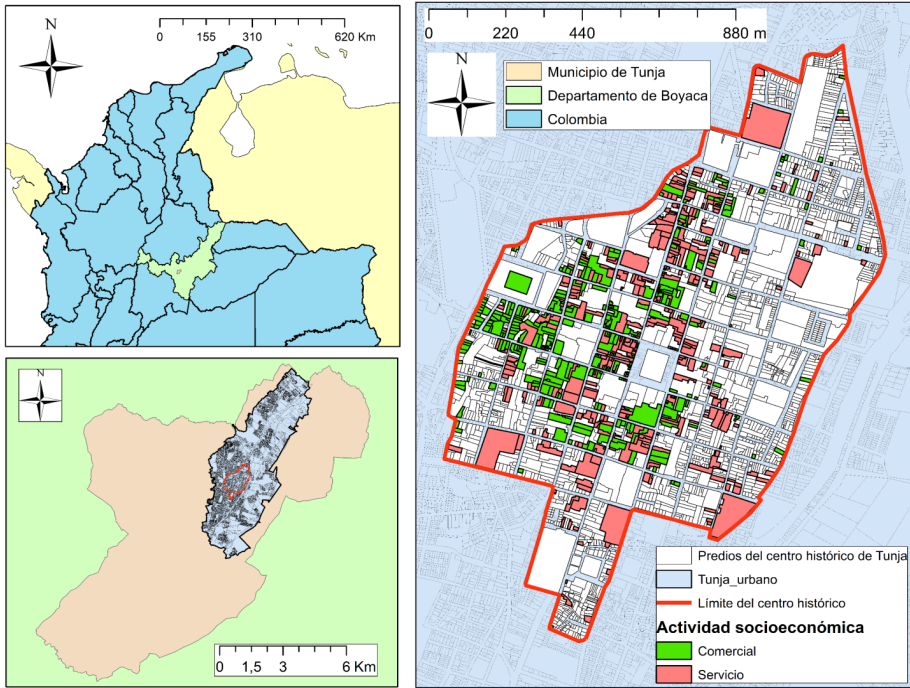 N
0 155 310 620 Km
N
0 1,5 3 6 Km
0 220 440 880 m
N
Municipio de Tunja
Departamento de Boyaca
Colombia
Predios del centro histórico de Tunja
Tunja_urbano
Límite del centro histórico
Actividad socioeconómica
Comercial
Servicio